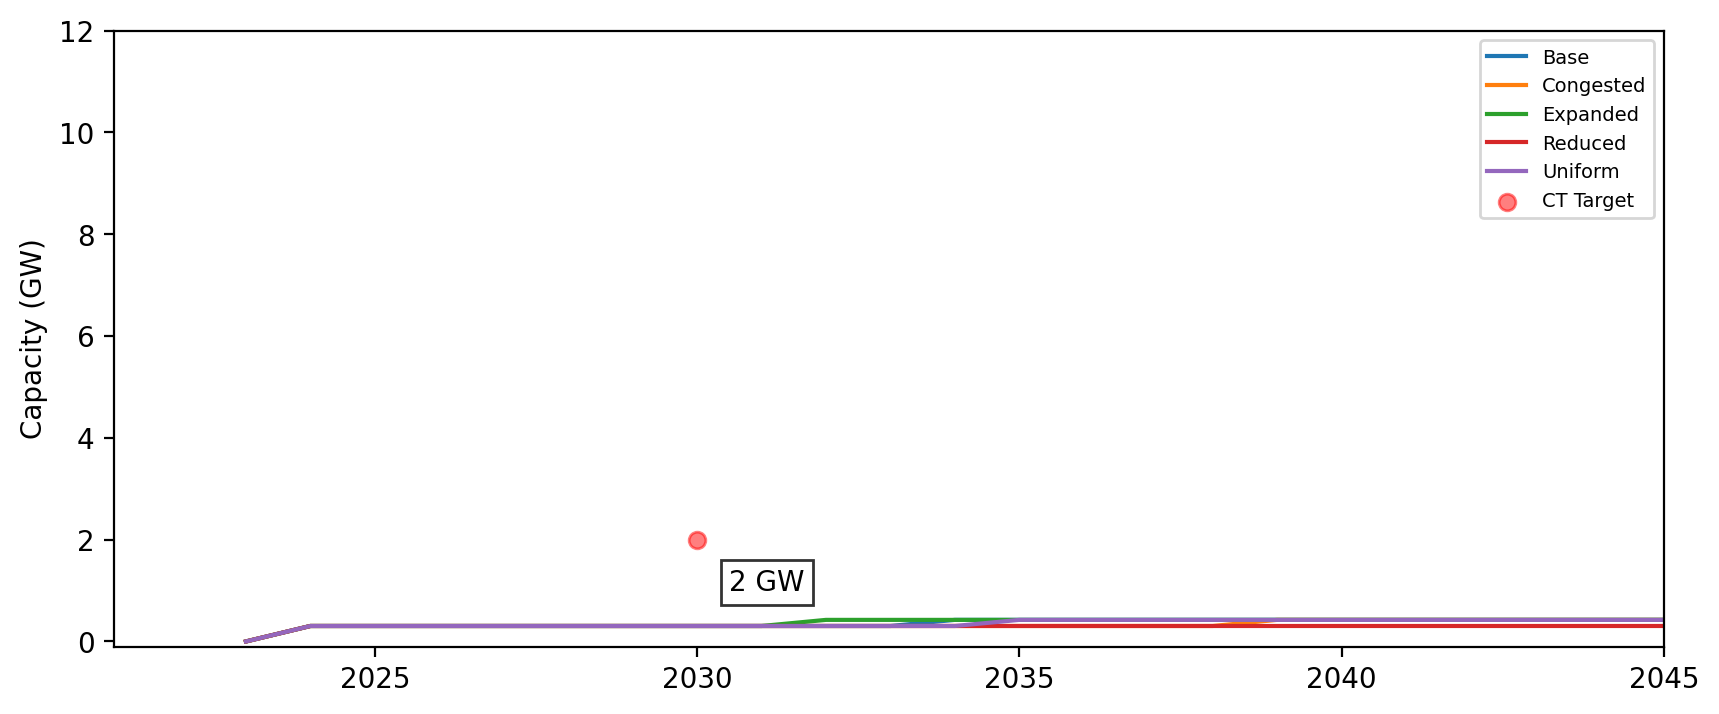 12
10
8
6
4
2
0
Capacity (GW)
Base
Congested
Expanded
Reduced
Uniform
CT Target
2 GW
2025 2030 2035 2040 2045